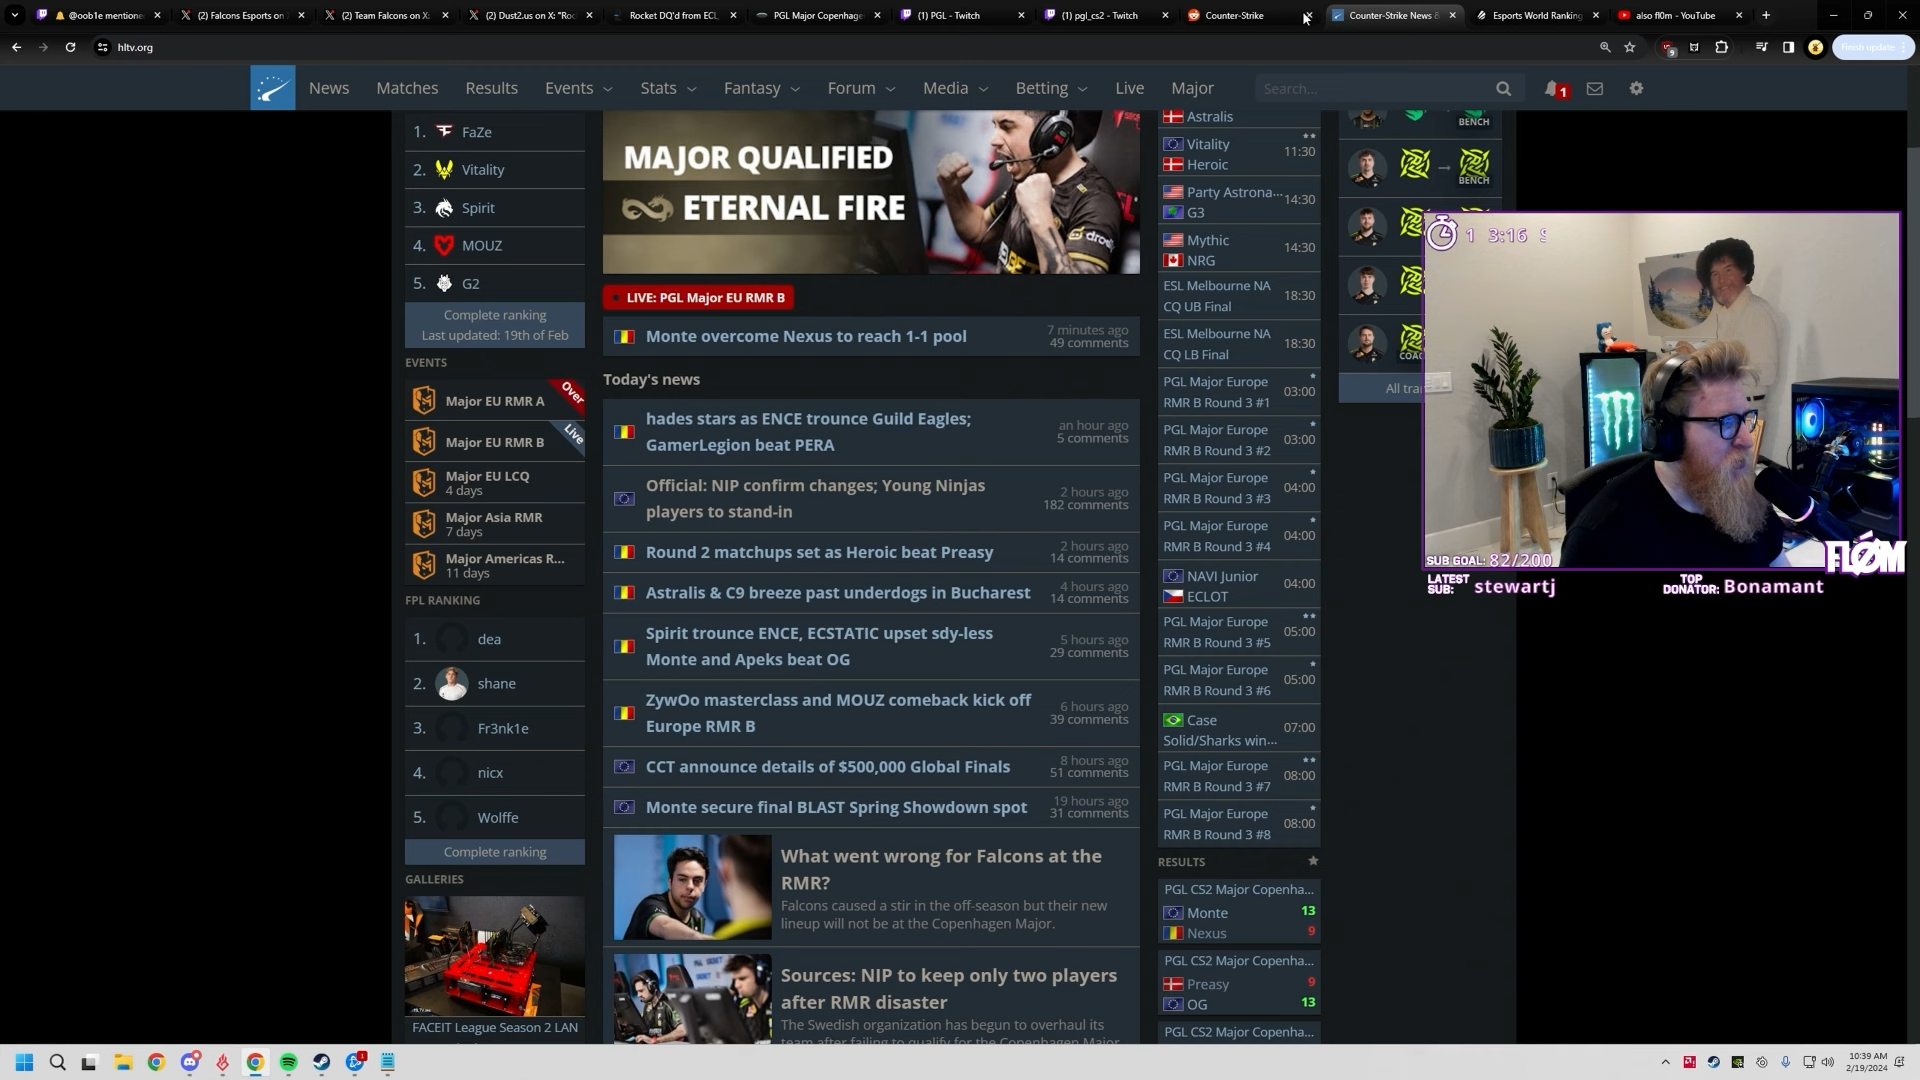 (2) Falcons Esports on
(2) Team Falcons on X:
(2) Dust2.us on X: "Roc
Rocket DQ'd from ECL
PGL Major Copenhage
(1) PGL - Twitch
(1) pgl_cs2 - Twitch
Counter-Strike
Counter-Strike News &
Esports World Ranking
also fl0m - YouTube
hltv.org
Finish update
News
Matches
Results
Events
Stats
Fantasy
Forum
Media
Betting
Live
Major
Search...
1
1. FaZe
2. Vitality
3. Spirit
4. MOUZ
5. G2
Complete ranking
Last updated: 19th of Feb
EVENTS
Major EU RMR A
Over
Major EU RMR B
Live
Major EU LCQ
4 days
Major Asia RMR
7 days
Major Americas R...
11 days
FPL RANKING
1. dea
2. shane
3. Fr3nk1e
4. nicx
5. Wolffe
Complete ranking
GALLERIES
FACEIT League Season 2 LAN
MAJOR QUALIFIED
ETERNAL FIRE
LIVE: PGL Major EU RMR B
Monte overcome Nexus to reach 1-1 pool
7 minutes ago
49 comments
Today's news
hades stars as ENCE trounce Guild Eagles;
GamerLegion beat PERA
an hour ago
5 comments
Official: NIP confirm changes; Young Ninjas
players to stand-in
2 hours ago
182 comments
Round 2 matchups set as Heroic beat Preasy
2 hours ago
14 comments
Astralis & C9 breeze past underdogs in Bucharest
4 hours ago
14 comments
Spirit trounce ENCE, ECSTATIC upset sdy-less
Monte and Apeks beat OG
5 hours ago
29 comments
ZywOo masterclass and MOUZ comeback kick off
Europe RMR B
6 hours ago
39 comments
CCT announce details of $500,000 Global Finals
8 hours ago
51 comments
Monte secure final BLAST Spring Showdown spot
19 hours ago
31 comments
What went wrong for Falcons at the
RMR?
Falcons caused a stir in the off-season but their new
lineup will not be at the Copenhagen Major.
Sources: NIP to keep only two players
after RMR disaster
The Swedish organization has begun to overhaul its
team after failing to qualify for the Copenhagen Major
Astralis
Vitality
Heroic
11:30
Party Astrona...
G3
14:30
Mythic
NRG
14:30
ESL Melbourne NA
CQ UB Final
18:30
ESL Melbourne NA
CQ LB Final
18:30
PGL Major Europe
RMR B Round 3 #1
03:00
PGL Major Europe
RMR B Round 3 #2
03:00
PGL Major Europe
RMR B Round 3 #3
04:00
PGL Major Europe
RMR B Round 3 #4
04:00
NAVI Junior
ECLOT
04:00
PGL Major Europe
RMR B Round 3 #5
05:00
PGL Major Europe
RMR B Round 3 #6
05:00
Case
Solid/Sharks win...
07:00
PGL Major Europe
RMR B Round 3 #7
08:00
PGL Major Europe
RMR B Round 3 #8
08:00
RESULTS
PGL CS2 Major Copenha...
Monte 13
Nexus 9
PGL CS2 Major Copenha...
Preasy 9
OG 13
PGL CS2 Major Copenha...
BENCH
BENCH
All tra
1 3:16
SUB GOAL: 82/200
FLØM
LATEST SUB: stewartj
TOP DONATOR: Bonamant
10:39 AM
2/19/2024